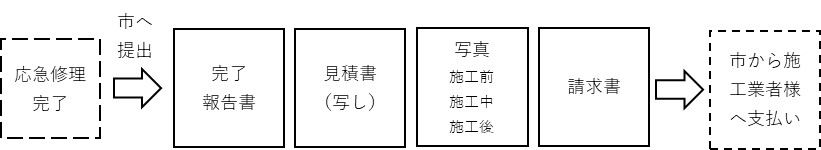 応急修理
完了
市へ
提出
完了
報告書
見積書
（写し）
写真
施工前
施工中
施工後
請求書
市から施
工業者様
へ支払い